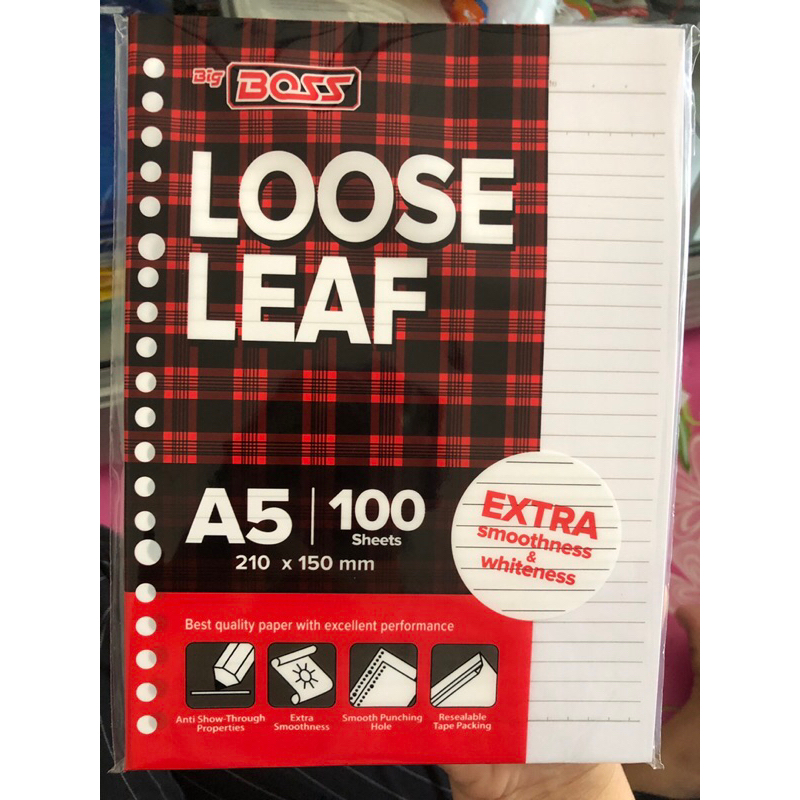 Big BOSS
LOOSE
LEAF
A5 | 100
Sheets
210 x 150 mm
EXTRA
smoothness
&
whiteness
Best quality paper with excellent performance
Anti Show-Through
Properties
Extra
Smoothness
Smooth Punching
Hole
Resealable
Tape Packing